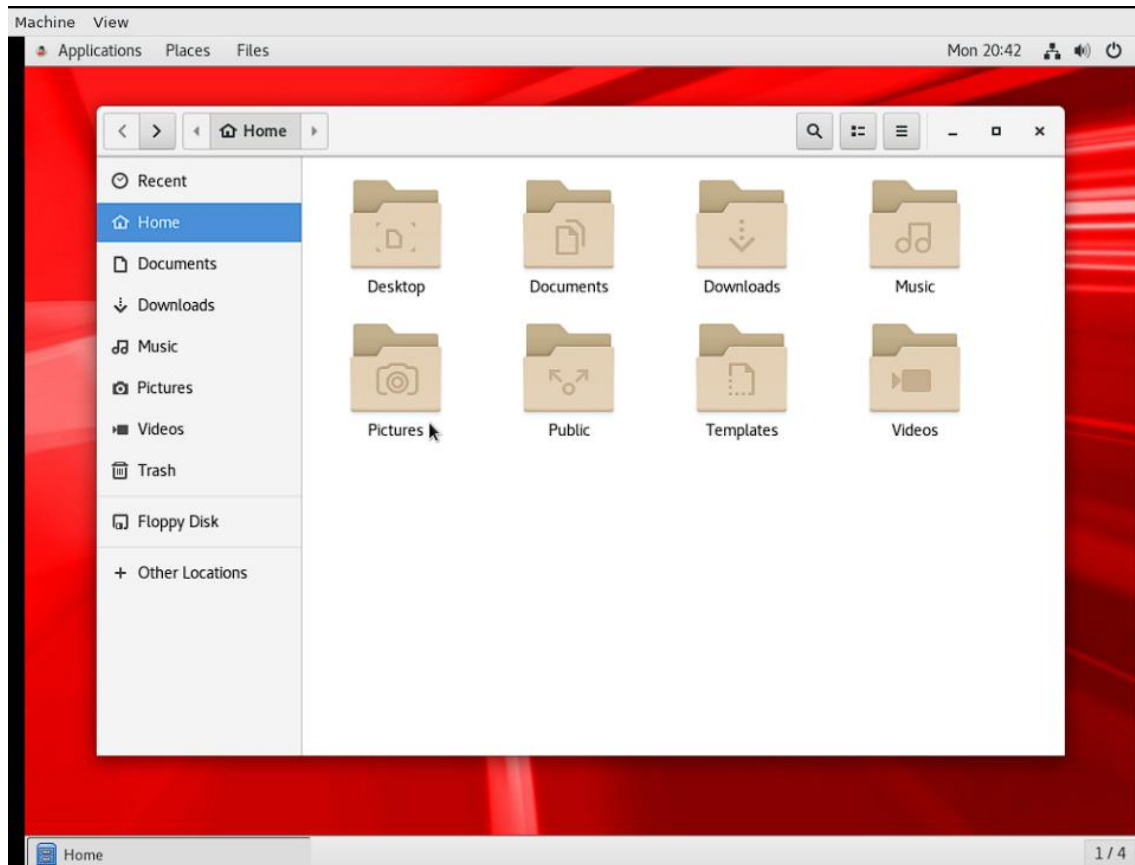 Machine View
Applications Places Files Mon 20:42
Home
Recent
Home
Documents
Downloads
Music
Pictures
Videos
Trash
Floppy Disk
+ Other Locations
Desktop Documents Downloads Music
Pictures Public Templates Videos
Home 1 / 4